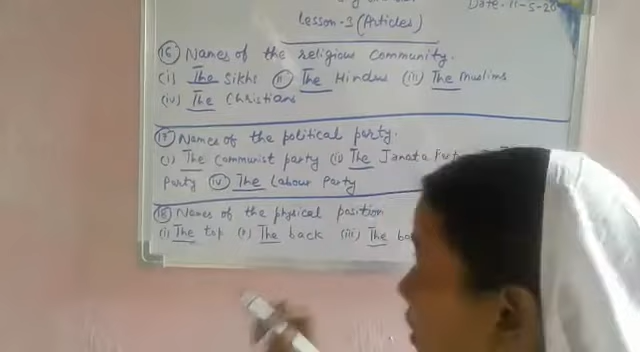 Date-11-5-20
Lesson-3 (Articles)
(16) Names of the religious community.
(i) The Sikhs (ii) The Hindus (iii) The Muslims
(iv) The Christians
(17) Names of the political party.
(i) The Communist party (ii) The Janata
Party (iv) The Labour Party
(18) Names of the physical position
(i) The top (ii) The back (iii) The